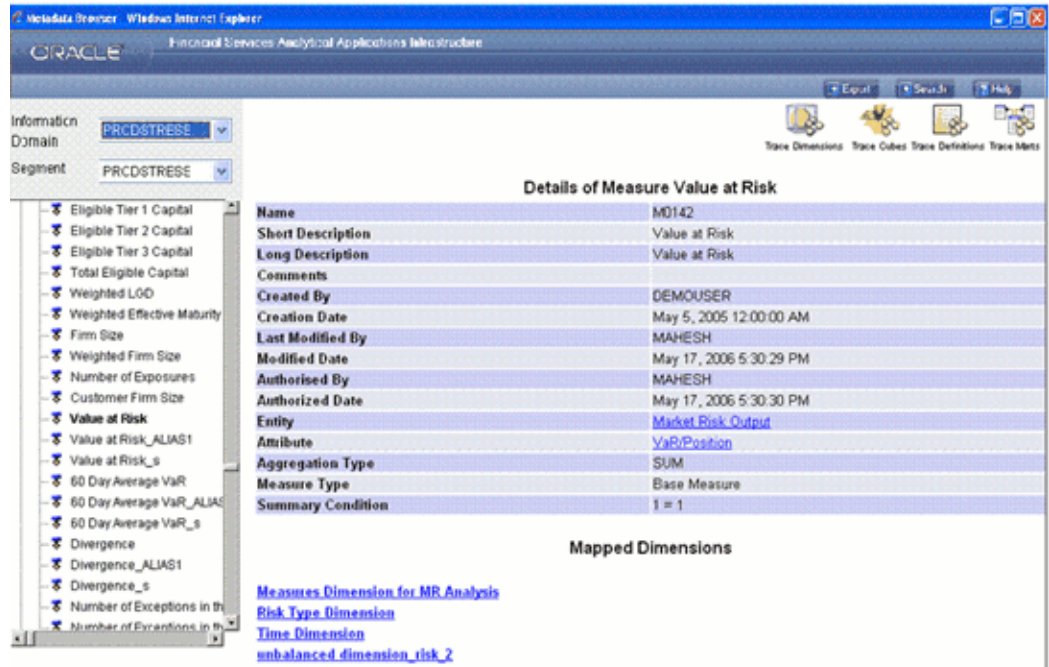 Metadata Browser - Windows Internet Explorer
ORACLE
Financial Services Analytical Applications Infrastructure
Export
Search
? Help
Information Domain
PRCDSTRESE
Segment
PRCDSTRESE
Trace Dimensions Trace Cubes Trace Definitions Trace Marts
Eligible Tier 1 Capital
Eligible Tier 2 Capital
Eligible Tier 3 Capital
Total Eligible Capital
Weighted LGD
Weighted Effective Maturity
Firm Size
Weighted Firm Size
Number of Exposures
Customer Firm Size
Value at Risk
Value at Risk_ALIAS1
Value at Risk_s
60 Day Average VaR
60 Day Average VaR_ALIAS
60 Day Average VaR_s
Divergence
Divergence_ALIAS1
Divergence_s
Number of Exceptions in th
Number of Exceptions in th
Details of Measure Value at Risk
Name M0142
Short Description Value at Risk
Long Description Value at Risk
Comments
Created By DEMOUSER
Creation Date May 5, 2005 12:00:00 AM
Last Modified By MAHESH
Modified Date May 17, 2006 5:30:29 PM
Authorised By MAHESH
Authorized Date May 17, 2006 5:30:30 PM
Entity Market Risk Output
Attribute VaR/Position
Aggregation Type SUM
Measure Type Base Measure
Summary Condition 1 = 1
Mapped Dimensions
Measures Dimension for MR Analysis
Risk Type Dimension
Time Dimension
unbalanced dimension_risk_2